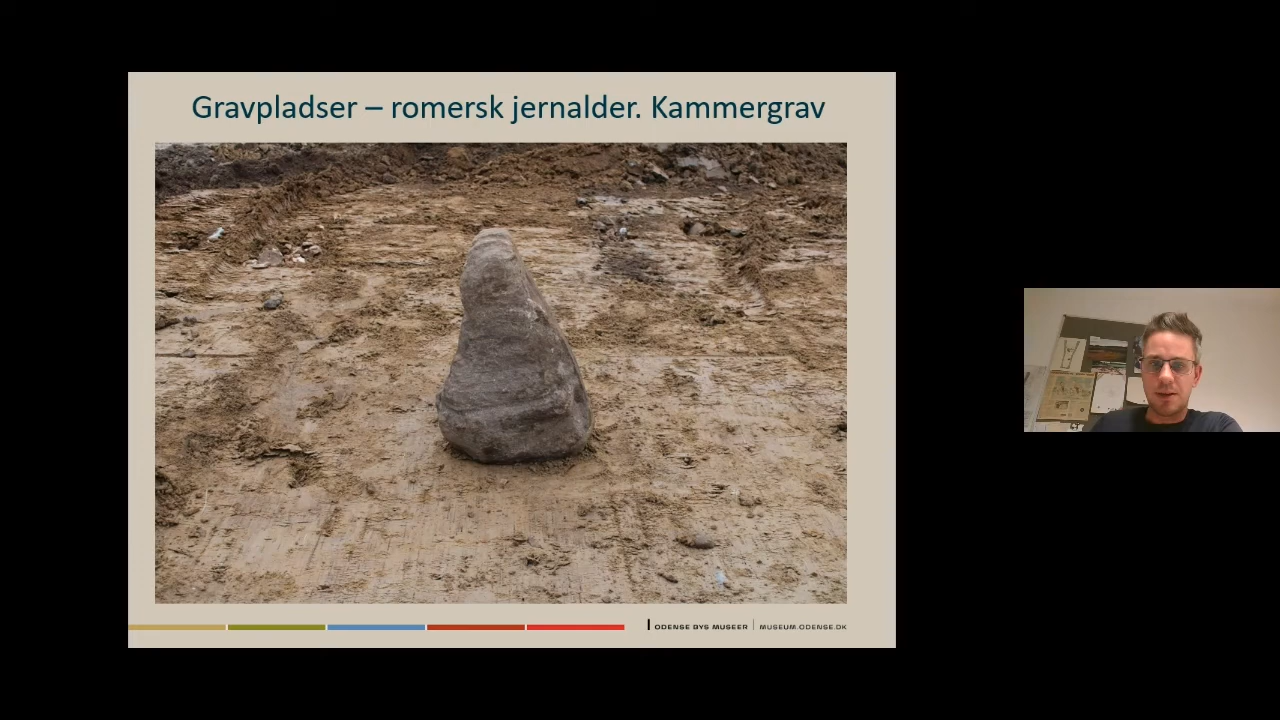 Gravpladser – romersk jernalder. Kammergrav
ODENSE BYS MUSEER | MUSEUM.ODENSE.DK